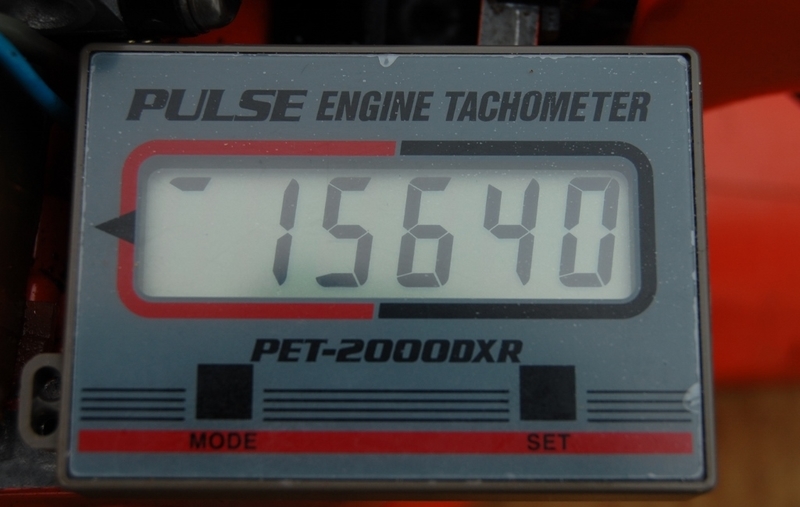 PULSE ENGINE TACHOMETER
15640
PET-2000DXR
MODE SET